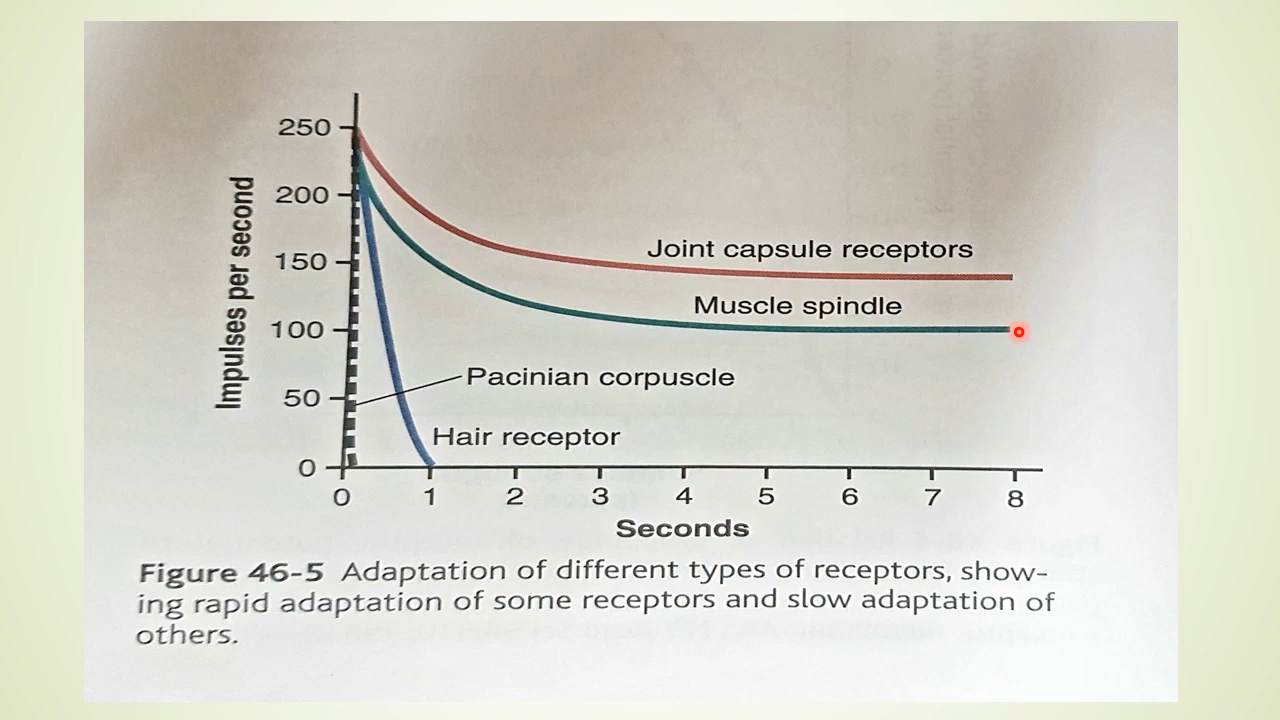 250
200
150
100
50
0
Impulses per second
Joint capsule receptors
Muscle spindle
Pacinian corpuscle
Hair receptor
0 1 2 3 4 5 6 7 8
Seconds
Figure 46-5 Adaptation of different types of receptors, show-
ing rapid adaptation of some receptors and slow adaptation of
others.